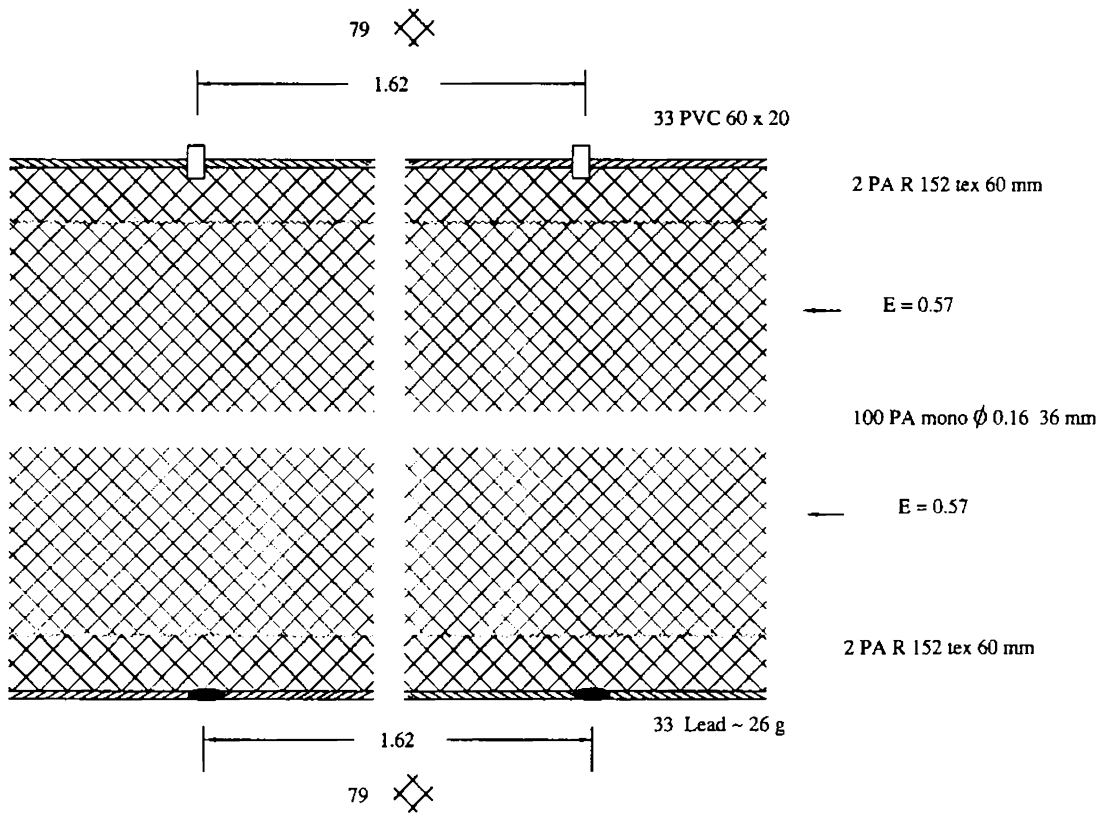 79
1.62
33 PVC 60 x 20
2 PA R 152 tex 60 mm
E = 0.57
100 PA mono ϕ 0.16 36 mm
E = 0.57
2 PA R 152 tex 60 mm
33 Lead ~ 26 g
1.62
79